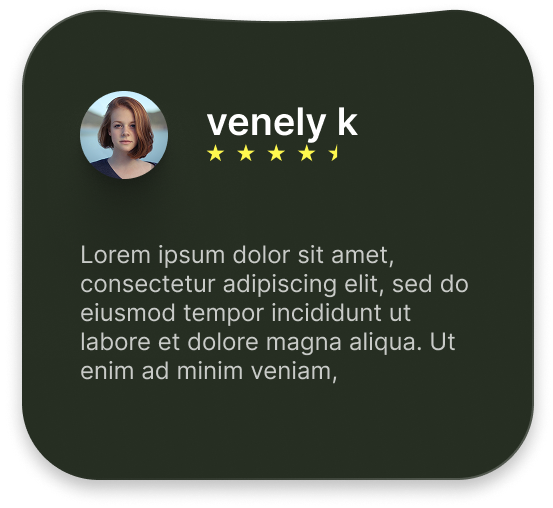 venely k
Lorem ipsum dolor sit amet,
consectetur adipiscing elit, sed do
eiusmod tempor incididunt ut
labore et dolore magna aliqua. Ut
enim ad minim veniam,